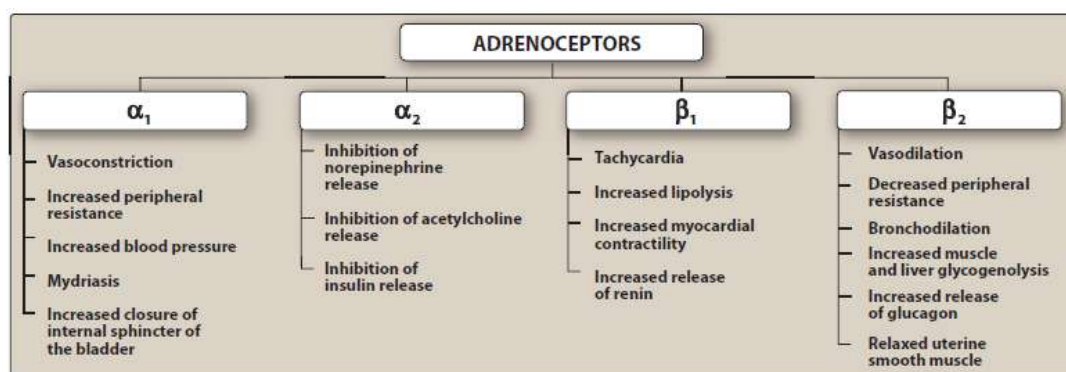 ADRENOCEPTORS
α₁
Vasoconstriction
Increased peripheral
resistance
Increased blood pressure
Mydriasis
Increased closure of
internal sphincter of
the bladder
α₂
Inhibition of
norepinephrine
release
Inhibition of acetylcholine
release
Inhibition of
insulin release
β₁
Tachycardia
Increased lipolysis
Increased myocardial
contractility
Increased release
of renin
β₂
Vasodilation
Decreased peripheral
resistance
Bronchodilation
Increased muscle
and liver glycogenolysis
Increased release
of glucagon
Relaxed uterine
smooth muscle